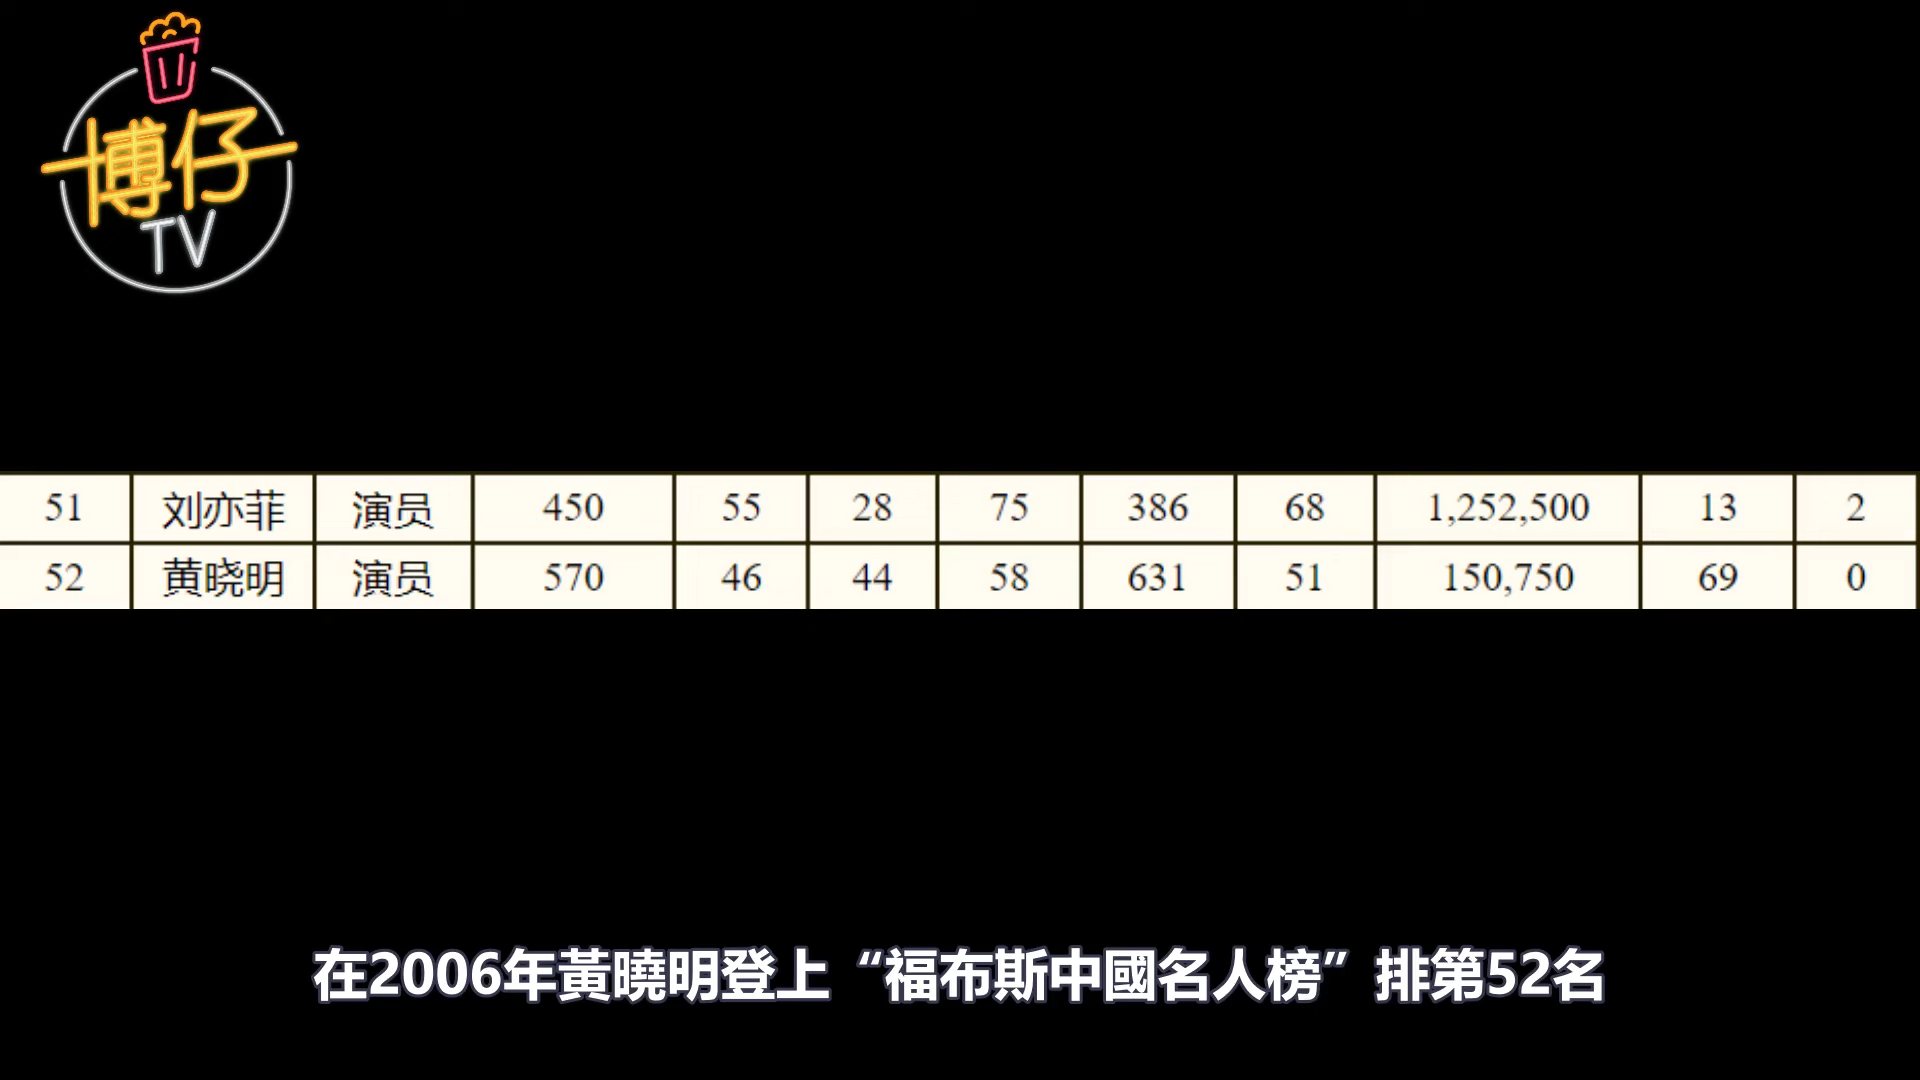 博仔
TV
51 刘亦菲 演员 450 55 28 75 386 68 1,252,500 13 2
52 黄晓明 演员 570 46 44 58 631 51 150,750 69 0
在2006年黃曉明登上“福布斯中國名人榜”排第52名